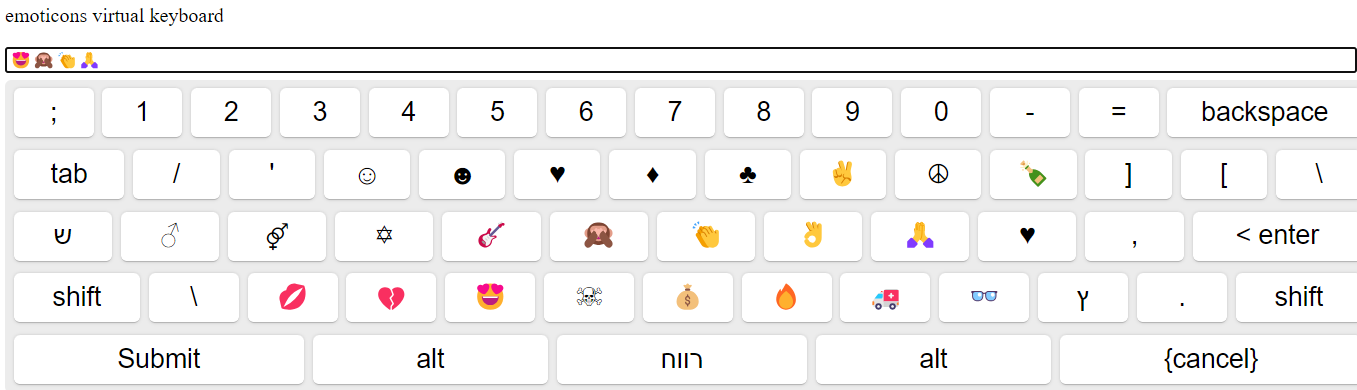 emoticons virtual keyboard
😍 🙈 👏 🙏
; 1 2 3 4 5 6 7 8 9 0 - = backspace
tab / ' ☺ ☻ ♥ ♦ ♣ ✌ ☮ 🍾 ] [ \
ש ♂ ⚤ ✡ 🎸 🙈 👏 👌 🙏 ♥ , < enter
shift \ 💋 💔 😍 ☠ 💰 🔥 🚑 👓 ץ . shift
Submit alt רווח alt {cancel}